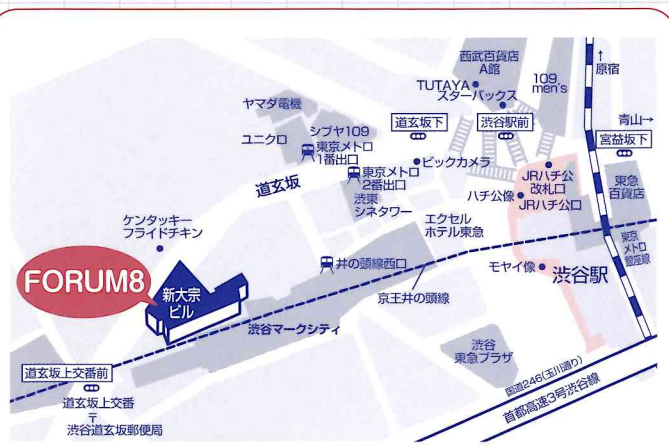 西武百貨店
A館
TUTAYA
スターバックス
109
men's
↑
原宿
ヤマダ電機
ユニクロ
シブヤ109
東京メトロ
1番出口
道玄坂下
渋谷駅前
青山→
宮益坂下
東京メトロ
2番出口
ビックカメラ
道玄坂
渋東
シネタワー
JRハチ公
改札口
ハチ公像
JRハチ公口
東急
百貨店
ケンタッキー
フライドチキン
エクセル
ホテル東急
東京
メトロ
銀座線
FORUM8
新大宗
ビル
井の頭線西口
モヤイ像
渋谷駅
京王井の頭線
渋谷マークシティ
渋谷
東急プラザ
道玄坂上交番前
道玄坂上交番
〒
渋谷道玄坂郵便局
国道246(玉川通り)
首都高速3号渋谷線